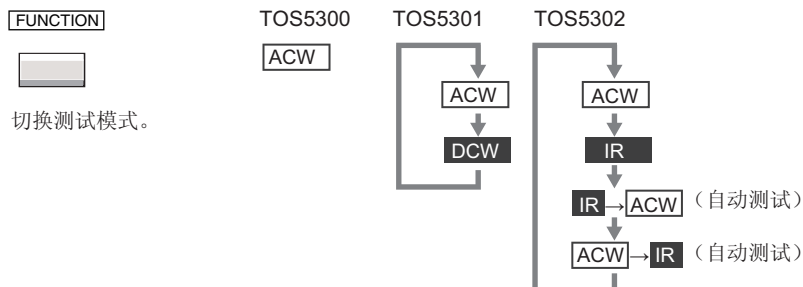 FUNCTION
TOS5300 TOS5301 TOS5302
ACW
ACW ACW
切换测试模式。
DCW IR
IR→ACW（自动测试）
ACW→IR（自动测试）